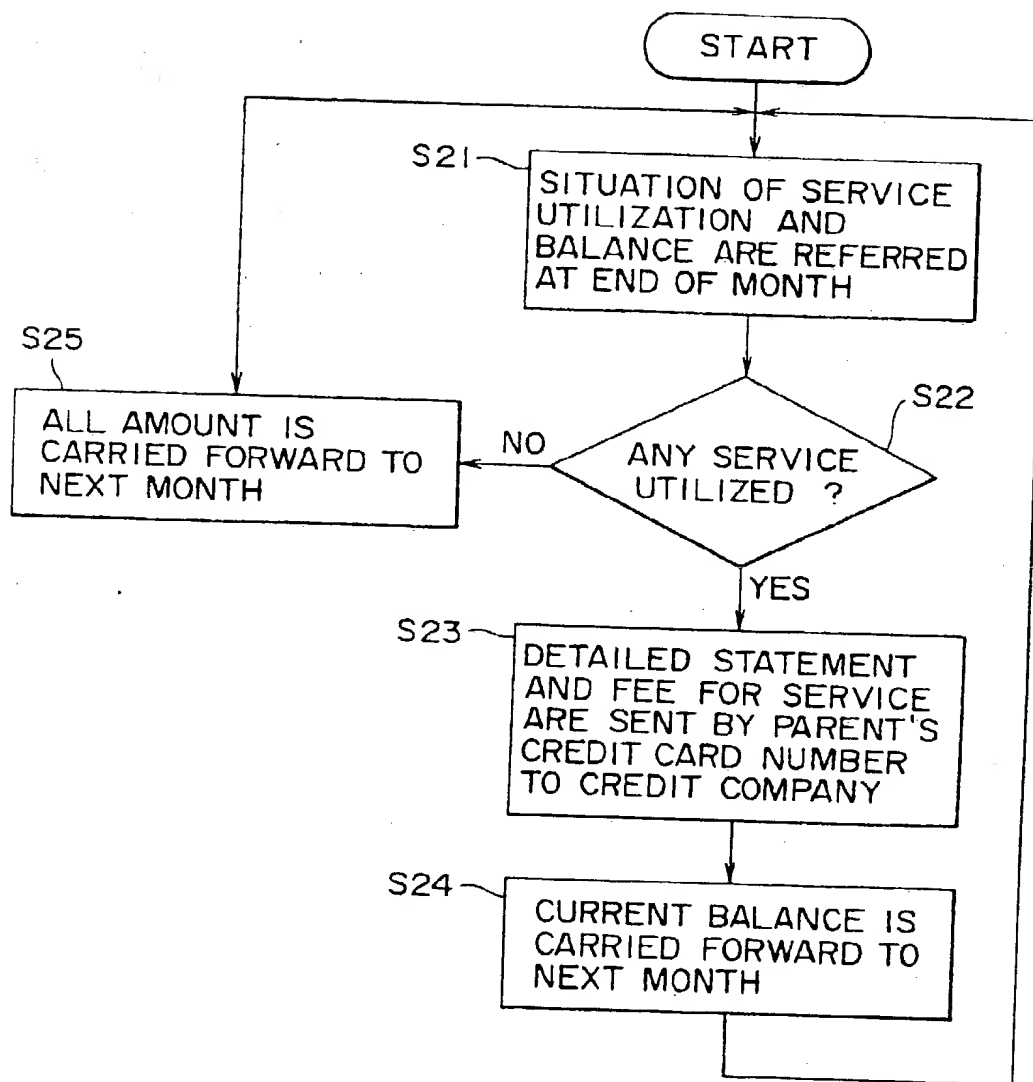 START
S21
SITUATION OF SERVICE
UTILIZATION AND
BALANCE ARE REFERRED
AT END OF MONTH
S22
ANY SERVICE
UTILIZED ?
NO
S25
ALL AMOUNT IS
CARRIED FORWARD TO
NEXT MONTH
YES
S23
DETAILED STATEMENT
AND FEE FOR SERVICE
ARE SENT BY PARENT'S
CREDIT CARD NUMBER
TO CREDIT COMPANY
S24
CURRENT BALANCE IS
CARRIED FORWARD TO
NEXT MONTH